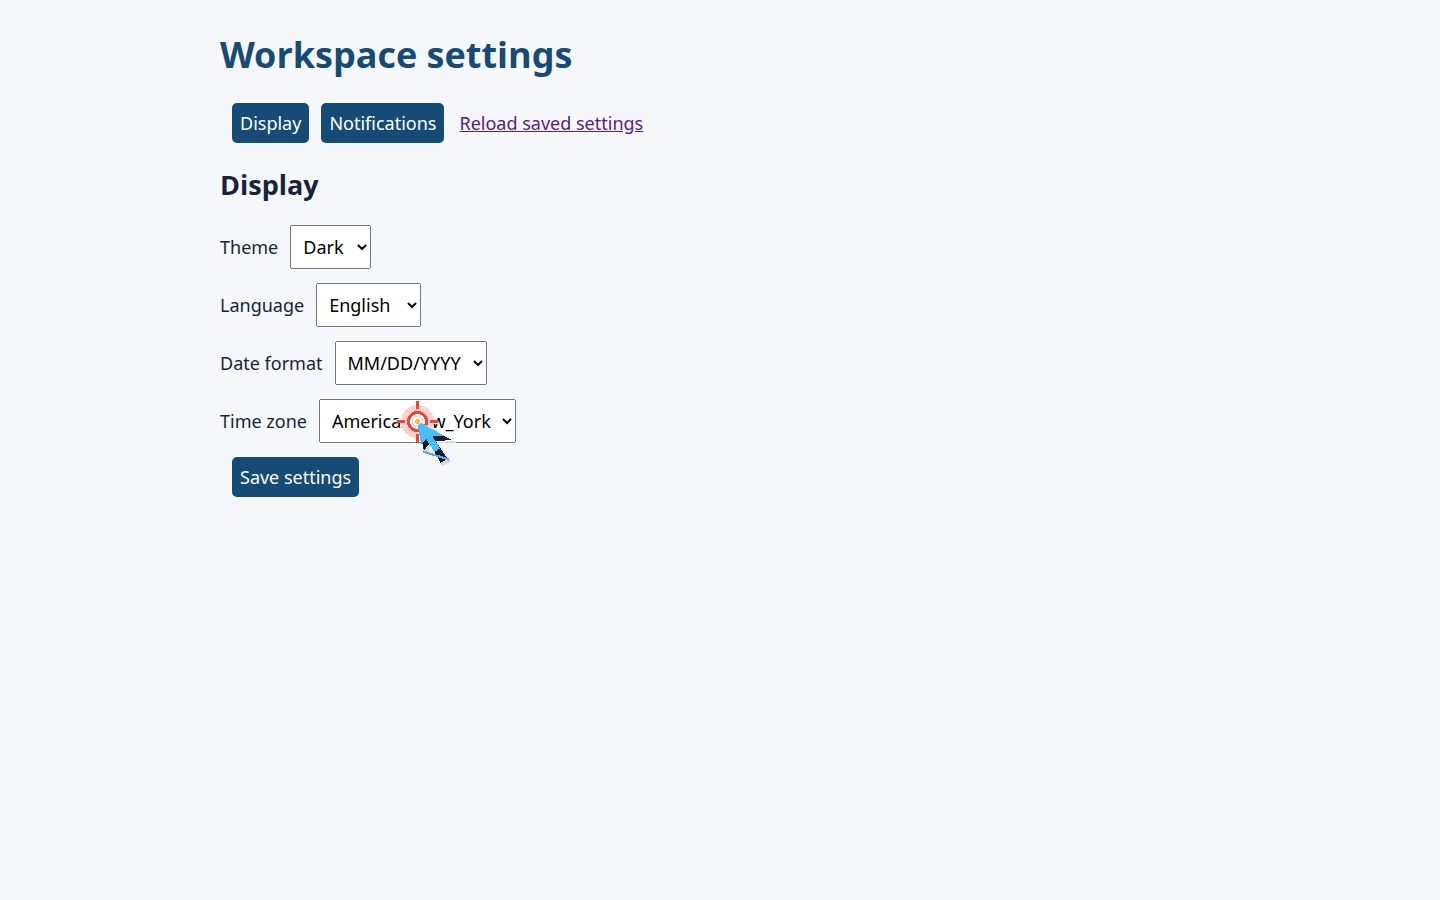 Workspace settings
Display Notifications Reload saved settings
Display
Theme Dark
Language English
Date format MM/DD/YYYY
Time zone America w_York
Save settings